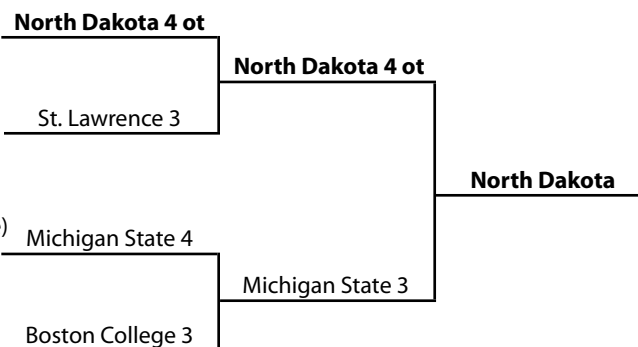 North Dakota 4 ot
North Dakota 4 ot
St. Lawrence 3
North Dakota
)
Michigan State 4
Michigan State 3
Boston College 3